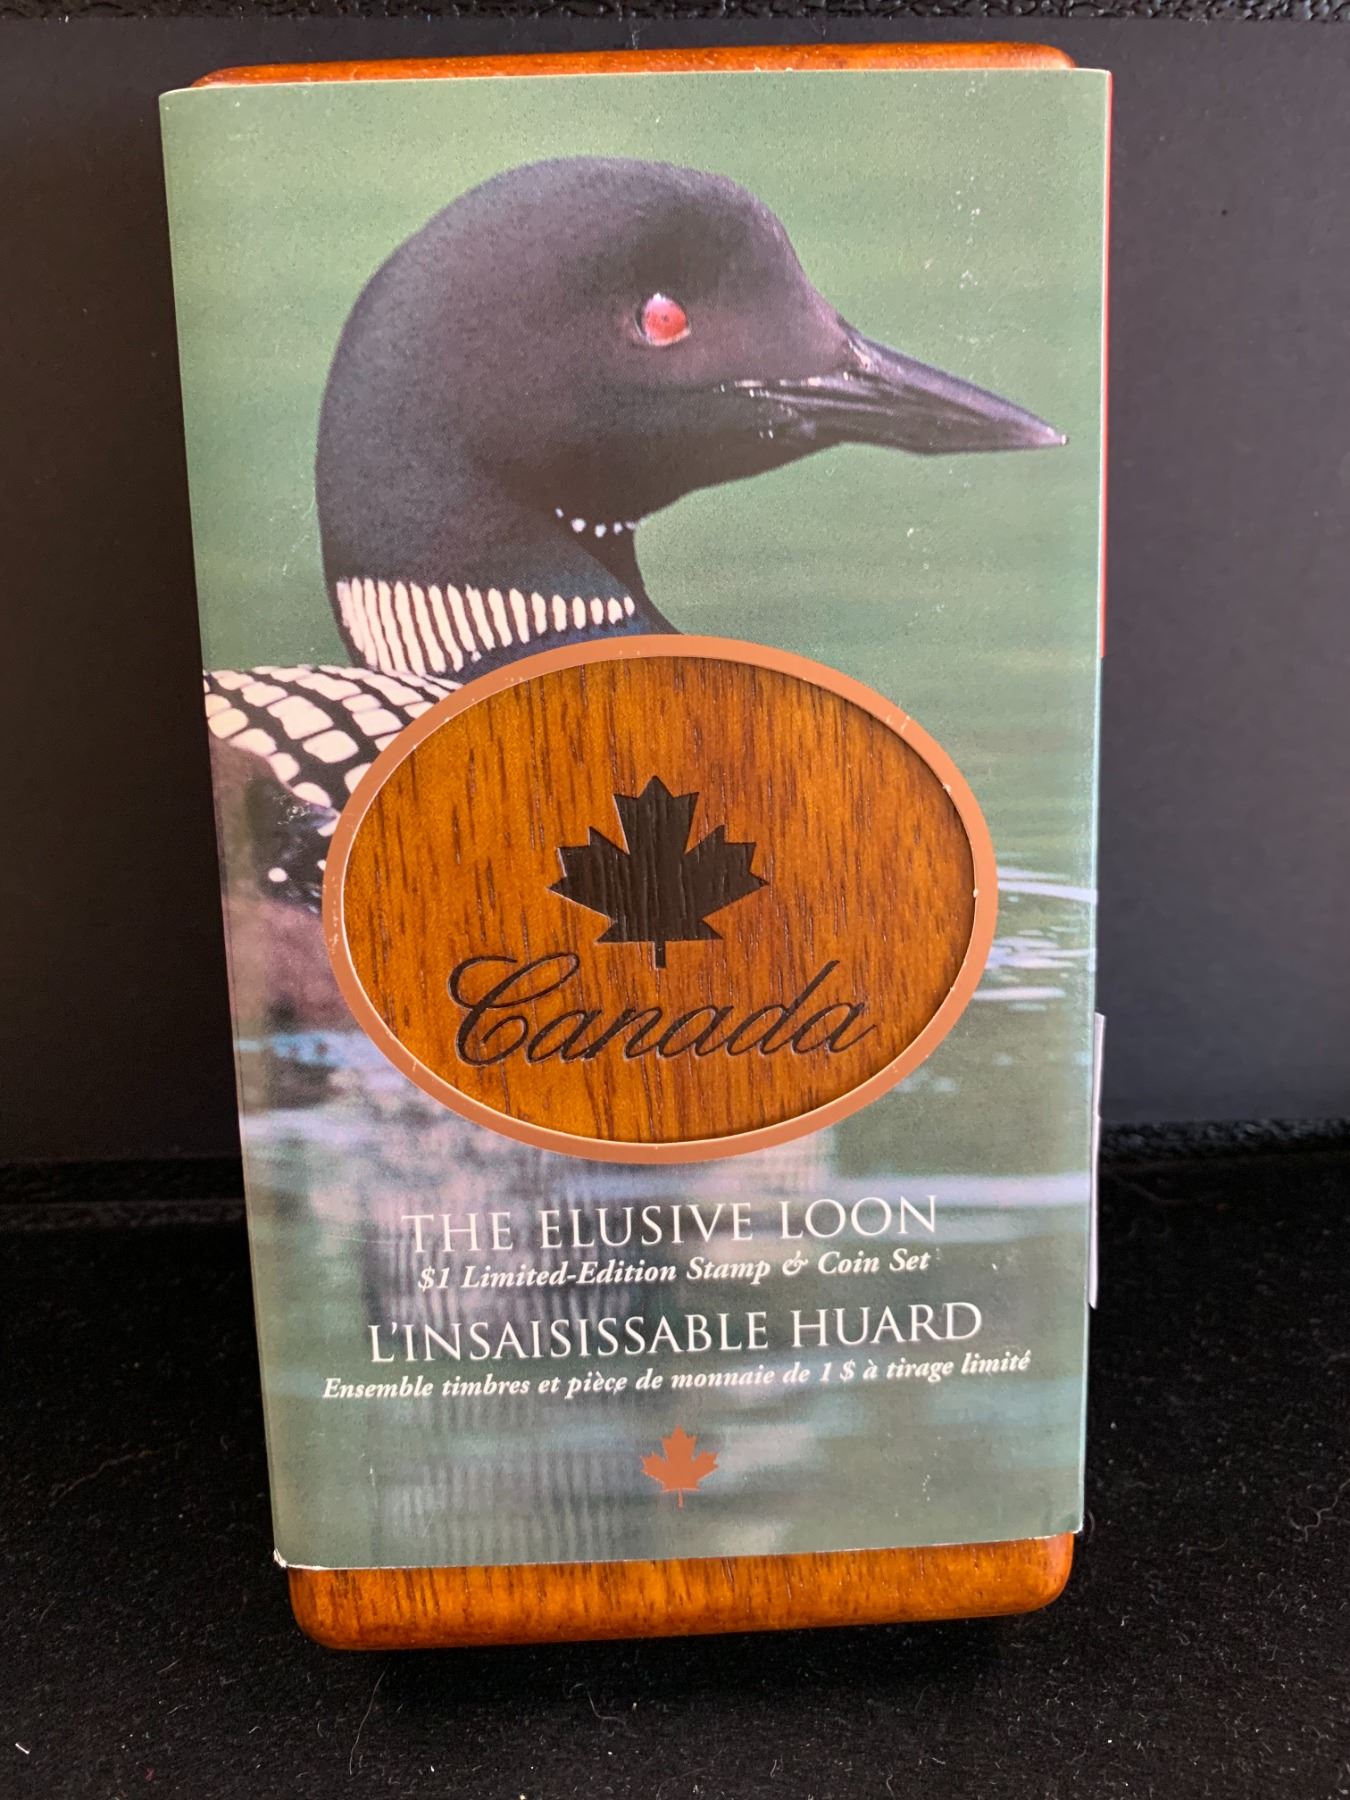 Canada
THE ELUSIVE LOON
$1 Limited-Edition Stamp & Coin Set
L'INSAISISSABLE HUARD
Ensemble timbres et pièce de monnaie de 1 $ à tirage limité